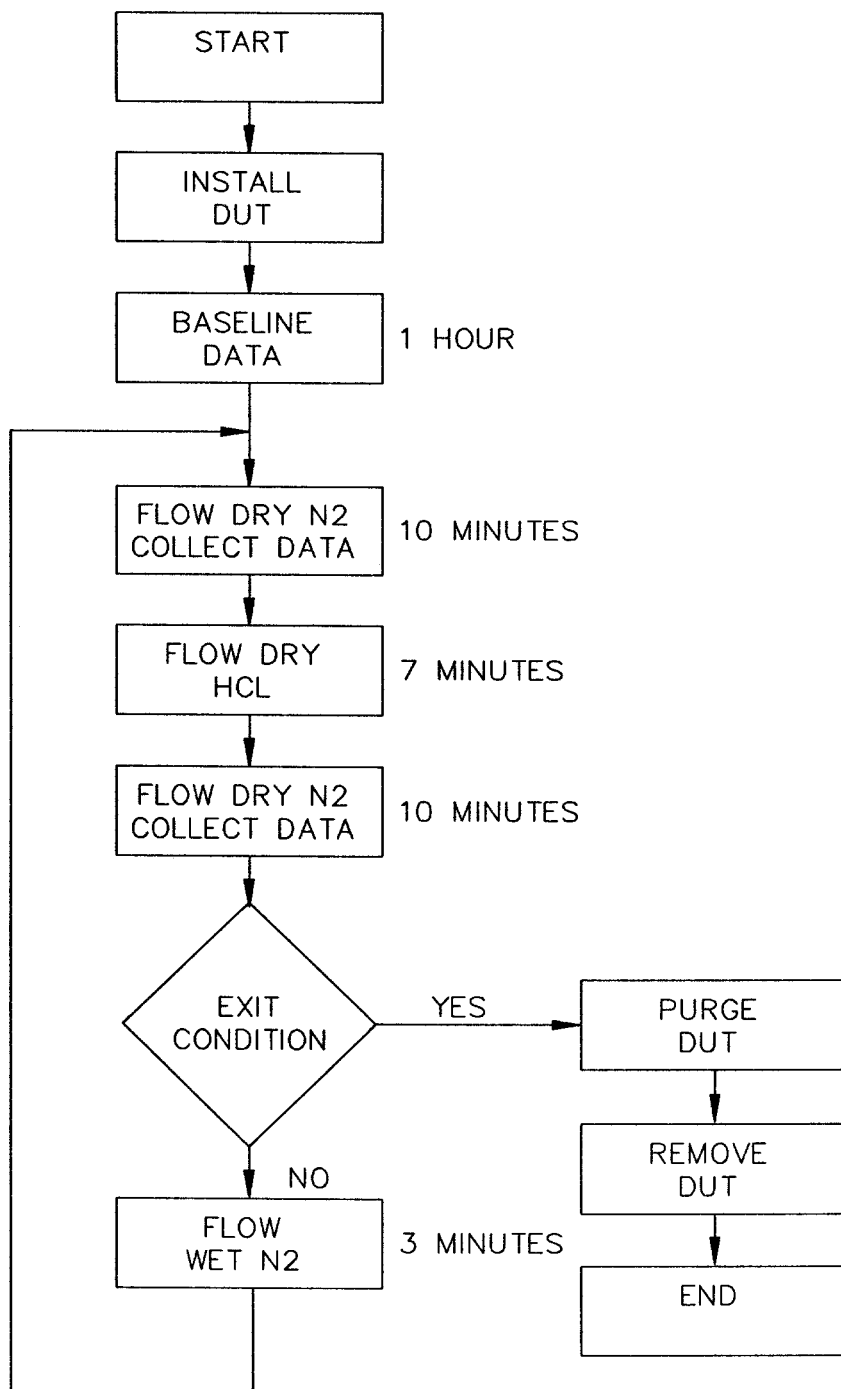 START
INSTALL
DUT
BASELINE
DATA
1 HOUR
FLOW DRY N2
COLLECT DATA
10 MINUTES
FLOW DRY
HCL
7 MINUTES
FLOW DRY N2
COLLECT DATA
10 MINUTES
EXIT
CONDITION
YES
PURGE
DUT
REMOVE
DUT
NO
FLOW
WET N2
3 MINUTES
END